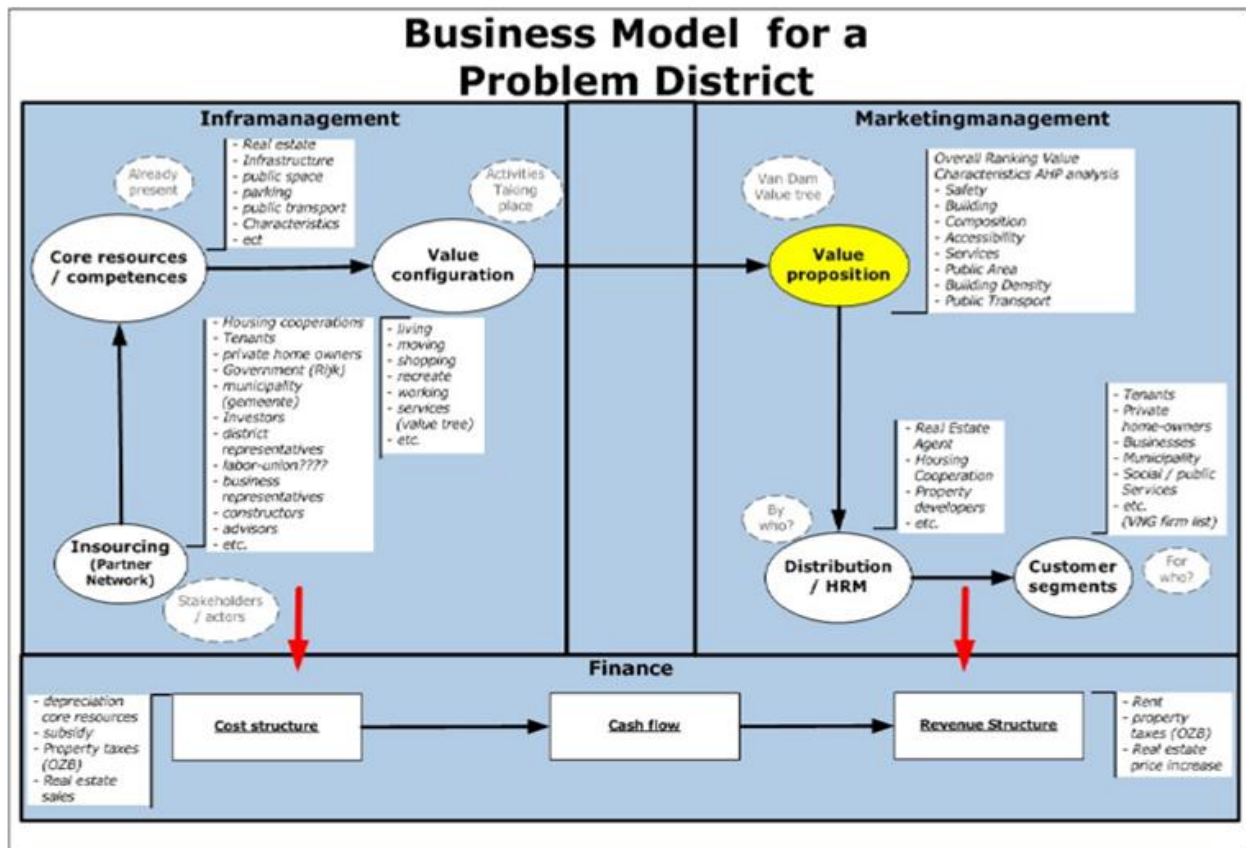 Business Model for a
Problem District
Inframanagement
Already
present
- Real estate
- Infrastructure
- public space
- parking
- public transport
- Characteristics
- ect
Activities
Taking
place
Core resources
/ competences
Value
configuration
- Housing cooperations
- Tenants
- private home owners
- Government (Rijk)
- municipality
(gemeente)
- Investors
- district
representatives
- labor-union????
- business
representatives
- constructors
- advisors
- etc.
- living
- moving
- shopping
- recreate
- working
- services
(value tree)
- etc.
Insourcing
(Partner
Network)
Stakeholders
/ actors
Marketingmanagement
Van Dam
Value tree
Overall Ranking Value
Characteristics AHP analysis
- Safety
- Building
- Composition
- Accessibility
- Services
- Public Area
- Building Density
- Public Transport
Value
proposition
- Real Estate
Agent
- Housing
Cooperation
- Property
developers
- etc.
- Tenants
- Private
home-owners
- Businesses
- Municipality
- Social / public
Services
- etc.
(VNG firm list)
By
who?
Distribution
/ HRM
Customer
segments
For
who?
Finance
- depreciation
core resources
- subsidy
- Property taxes
(OZB)
- Real estate
sales
Cost structure
Cash flow
Revenue Structure
- Rent
- property
taxes (OZB)
- Real estate
price increase